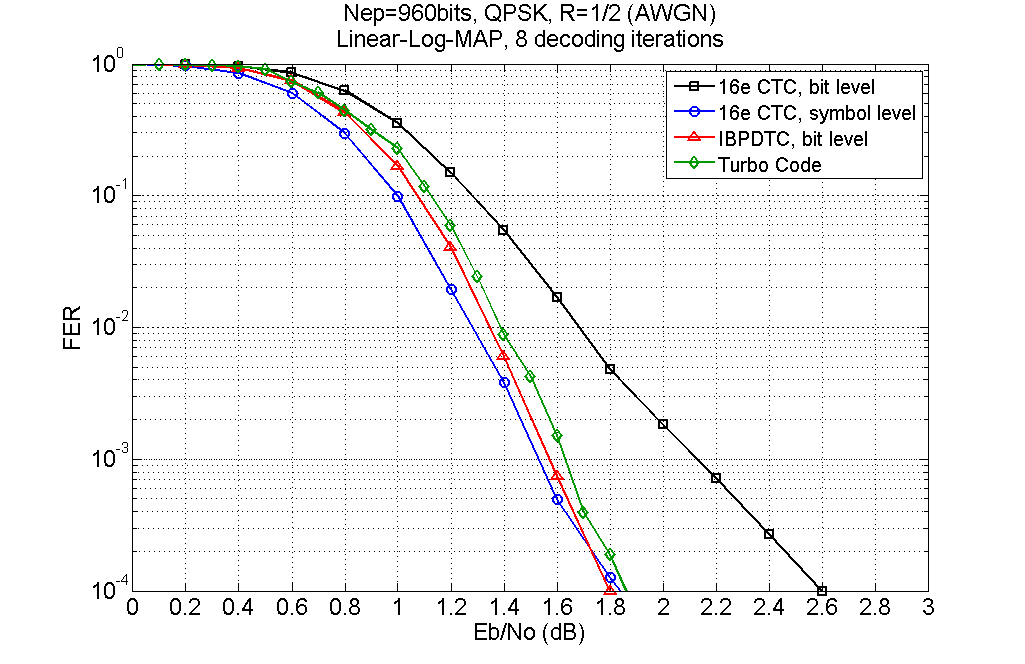 Nep=960bits, QPSK, R=1/2 (AWGN)
Linear-Log-MAP, 8 decoding iterations
16e CTC, bit level
16e CTC, symbol level
IBPDTC, bit level
Turbo Code
FER
10^0
10^-1
10^-2
10^-3
10^-4
0 0.2 0.4 0.6 0.8 1 1.2 1.4 1.6 1.8 2 2.2 2.4 2.6 2.8 3
Eb/No (dB)